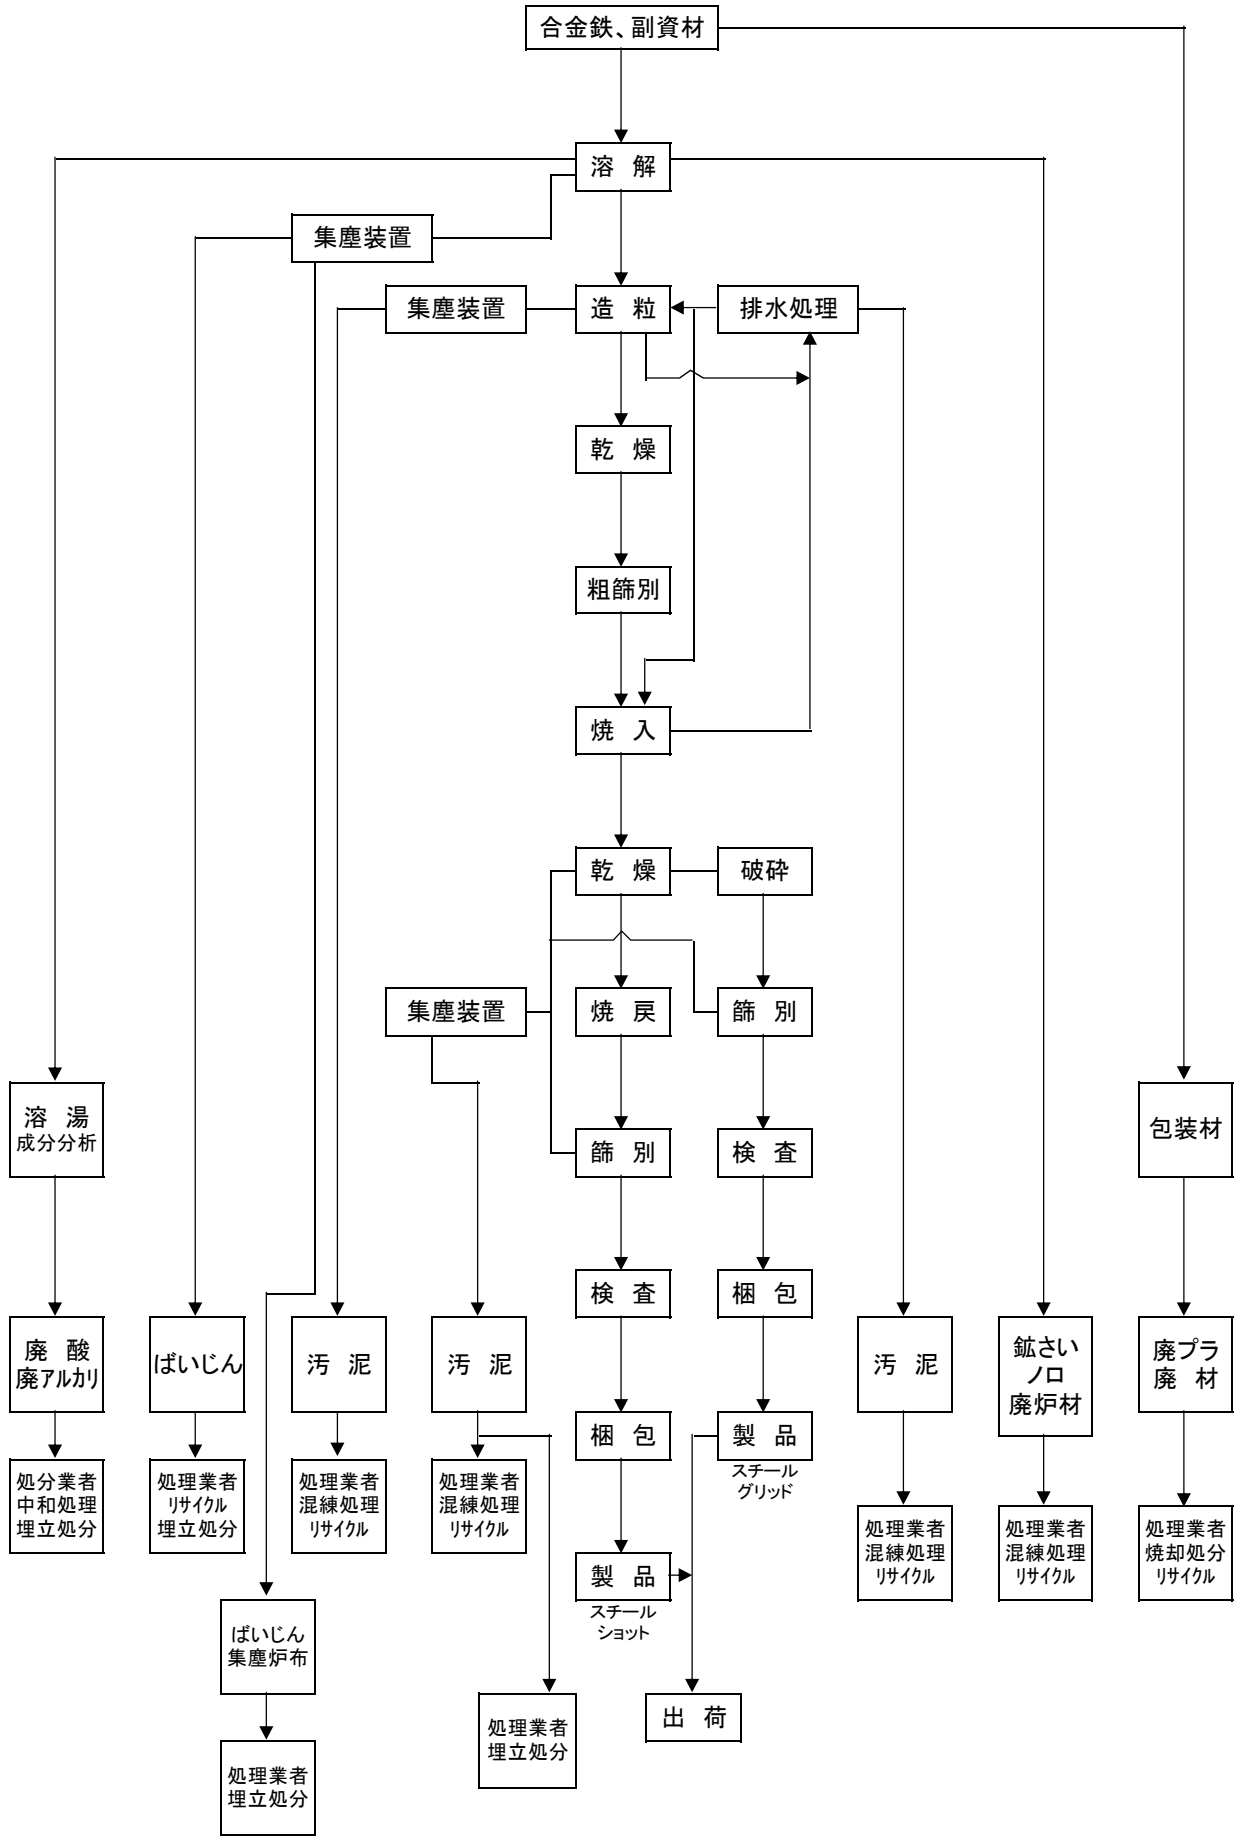 合金鉄、副資材
溶　解
集塵装置
集塵装置
造　粒
排水処理
乾　燥
粗篩別
焼　入
乾　燥
破砕
集塵装置
焼　戻
篩　別
溶　湯
成分分析
篩　別
検　査
包装材
検　査
梱　包
廃　酸
廃アルカリ
ばいじん
汚　泥
汚　泥
汚　泥
鉱さい
ノロ
廃炉材
廃プラ
廃　材
梱　包
製　品
スチール
グリッド
処分業者
中和処理
埋立処分
処理業者
リサイクル
埋立処分
処理業者
混練処理
リサイクル
処理業者
混練処理
リサイクル
処理業者
混練処理
リサイクル
処理業者
混練処理
リサイクル
処理業者
焼却処分
リサイクル
製　品
スチール
ショット
ばいじん
集塵炉布
処理業者
埋立処分
出　荷
処理業者
埋立処分